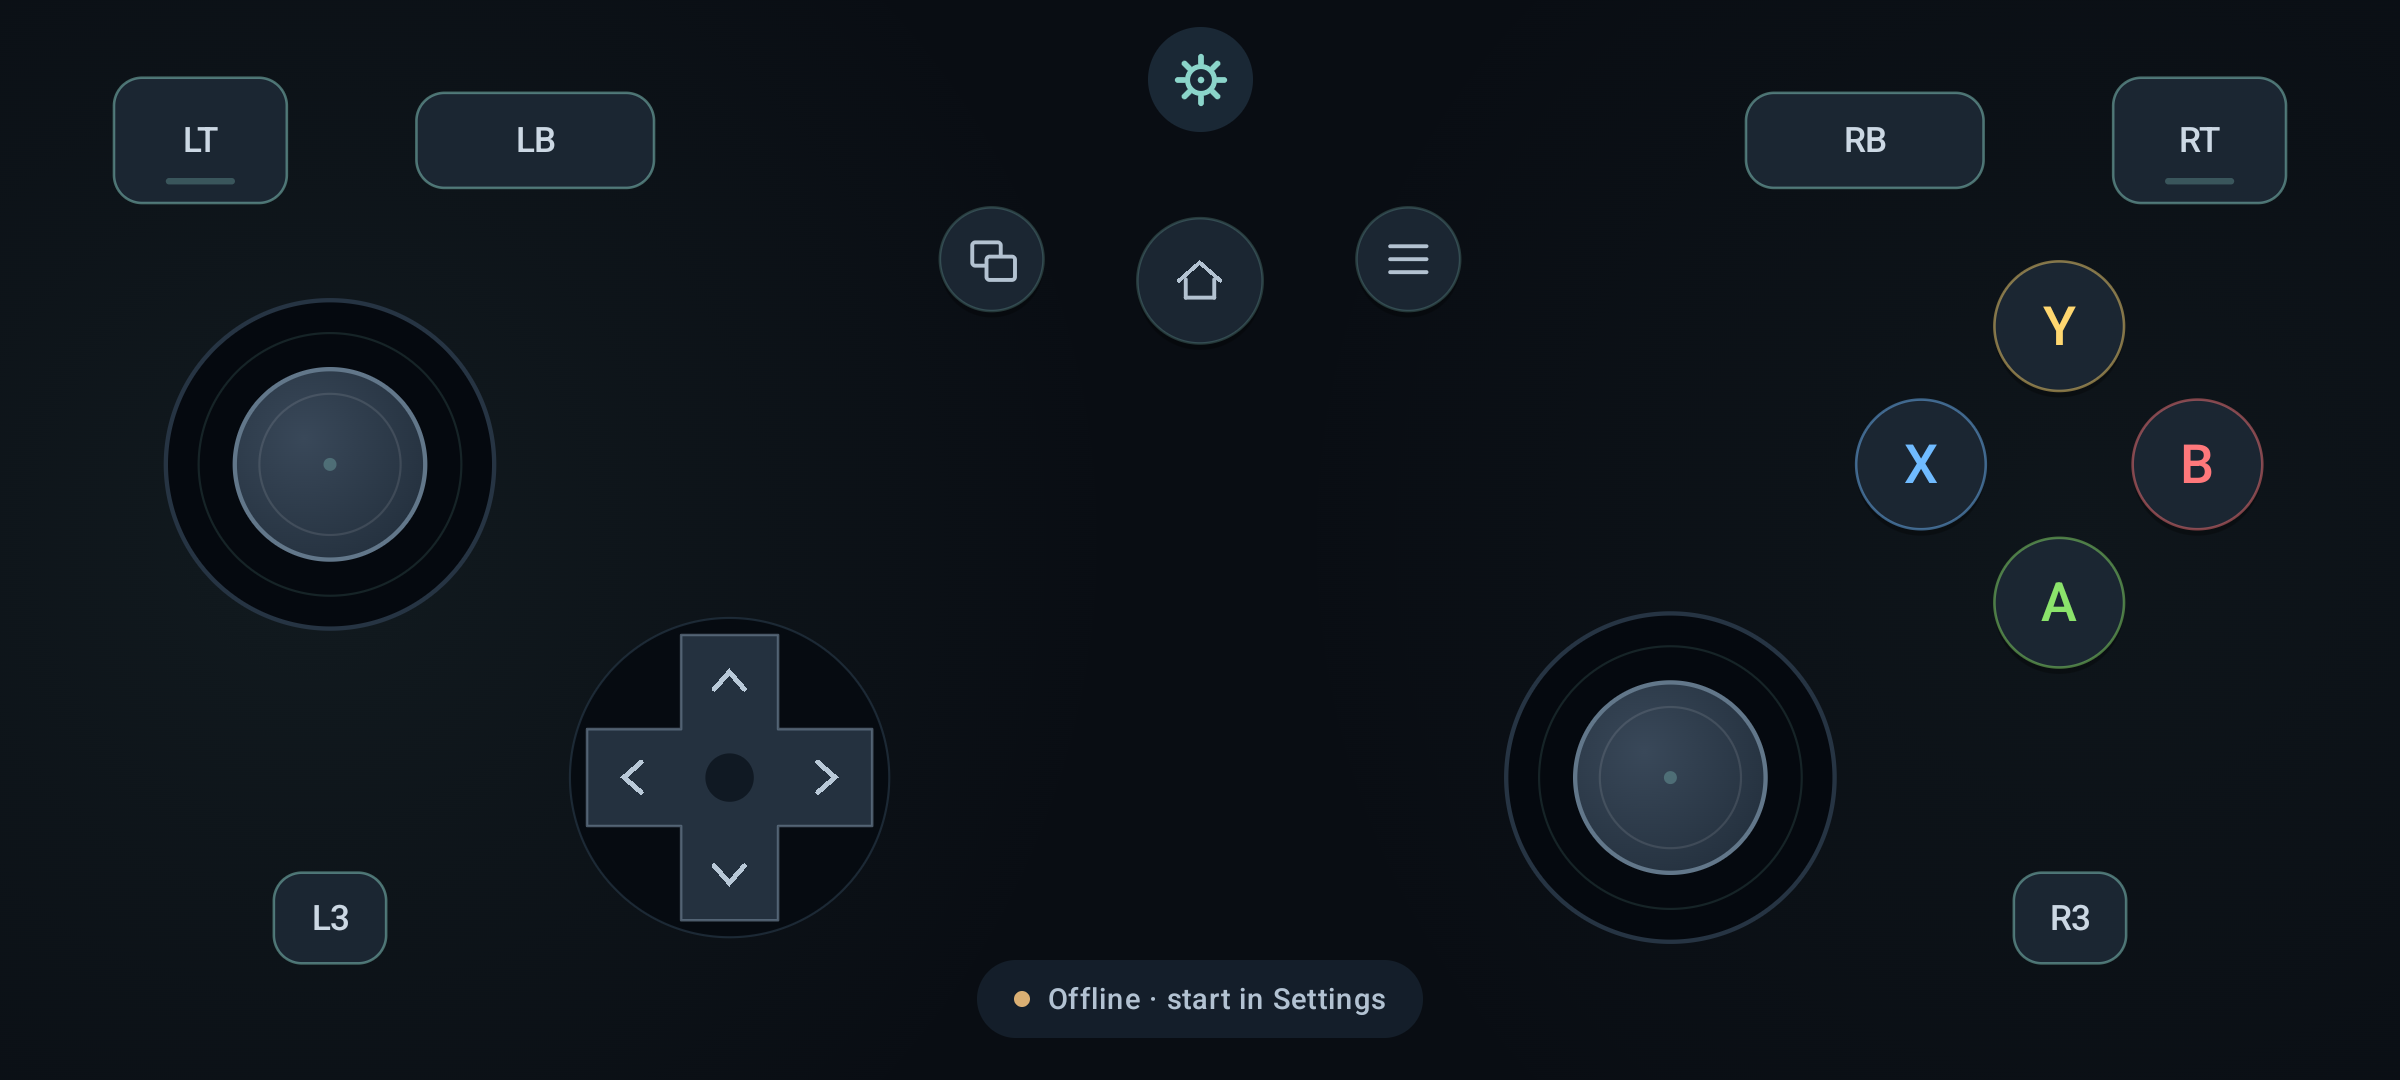 LT
LB
RB
RT
Y
X
B
A
L3
R3
Offline · start in Settings